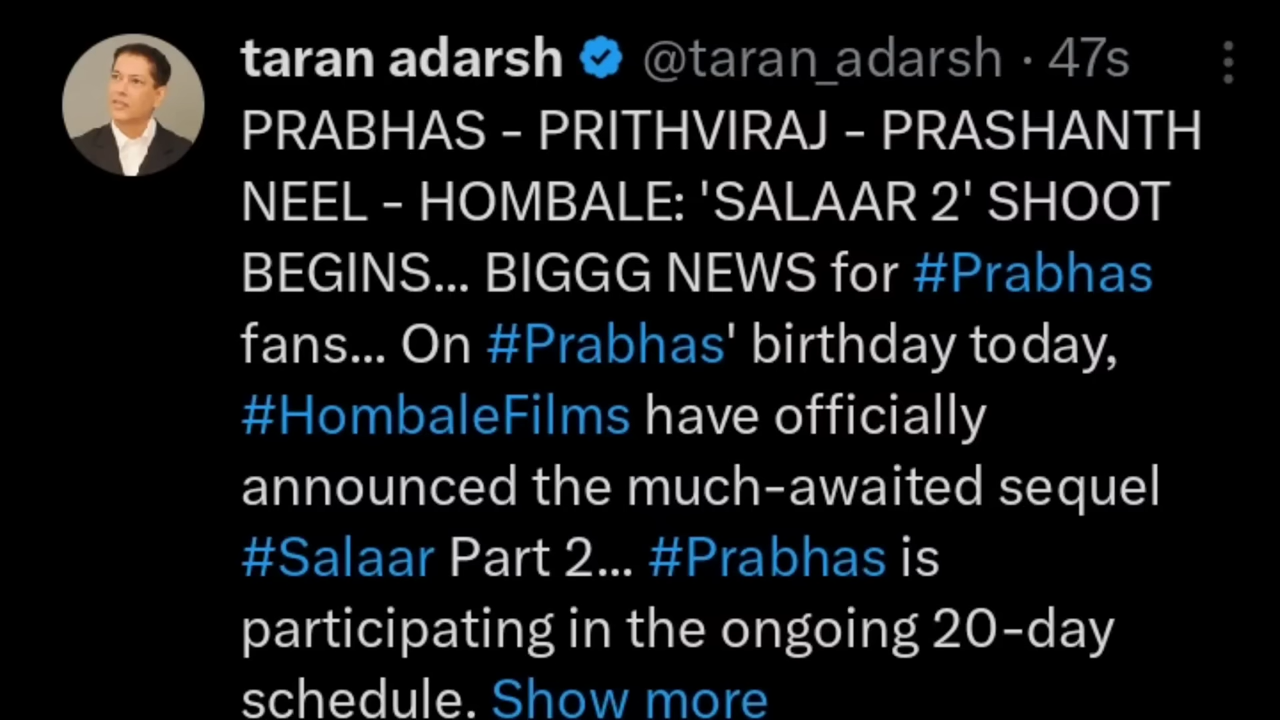 taran adarsh @taran_adarsh · 47s
PRABHAS - PRITHVIRAJ - PRASHANTH
NEEL - HOMBALE: 'SALAAR 2' SHOOT
BEGINS... BIGGG NEWS for #Prabhas
fans... On #Prabhas' birthday today,
#HombaleFilms have officially
announced the much-awaited sequel
#Salaar Part 2... #Prabhas is
participating in the ongoing 20-day
schedule. Show more